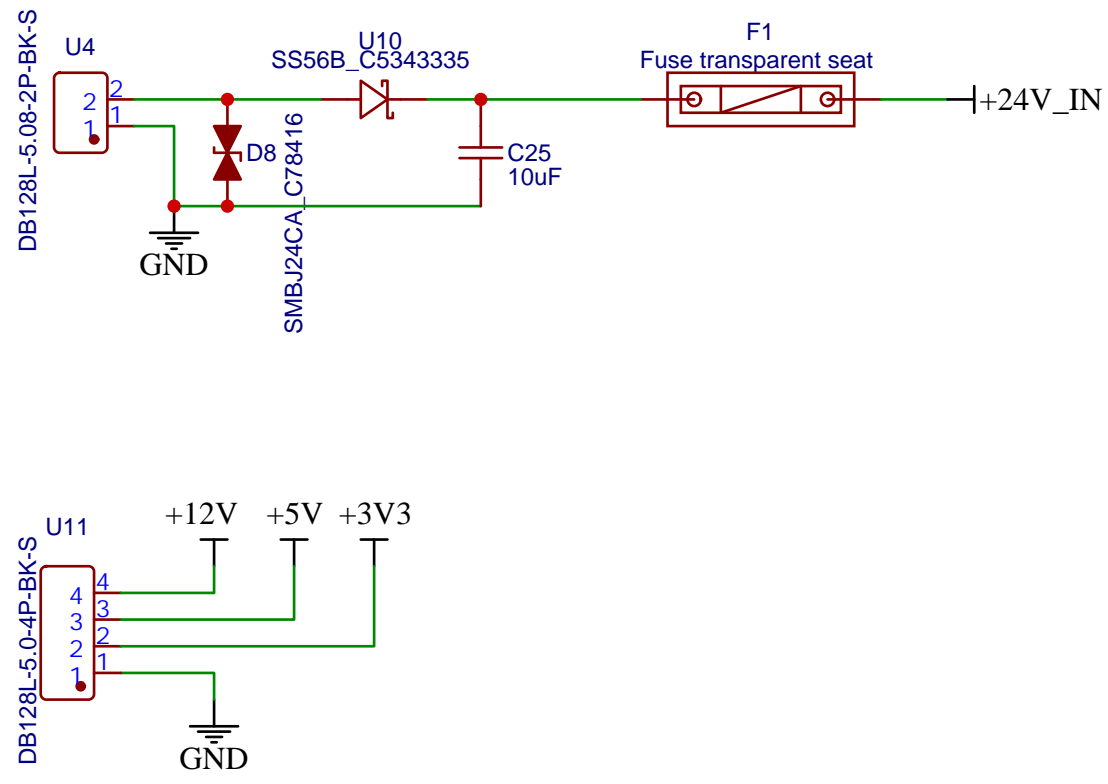 DB128L-5.08-2P-BK-S
U4
2
1
2
1
GND
D8
SMBJ24CA_C78416
U10
SS56B_C5343335
C25
10uF
F1
Fuse transparent seat
+24V_IN
DB128L-5.0-4P-BK-S
U11
4
3
2
1
4
3
2
1
+12V
+5V
+3V3
GND